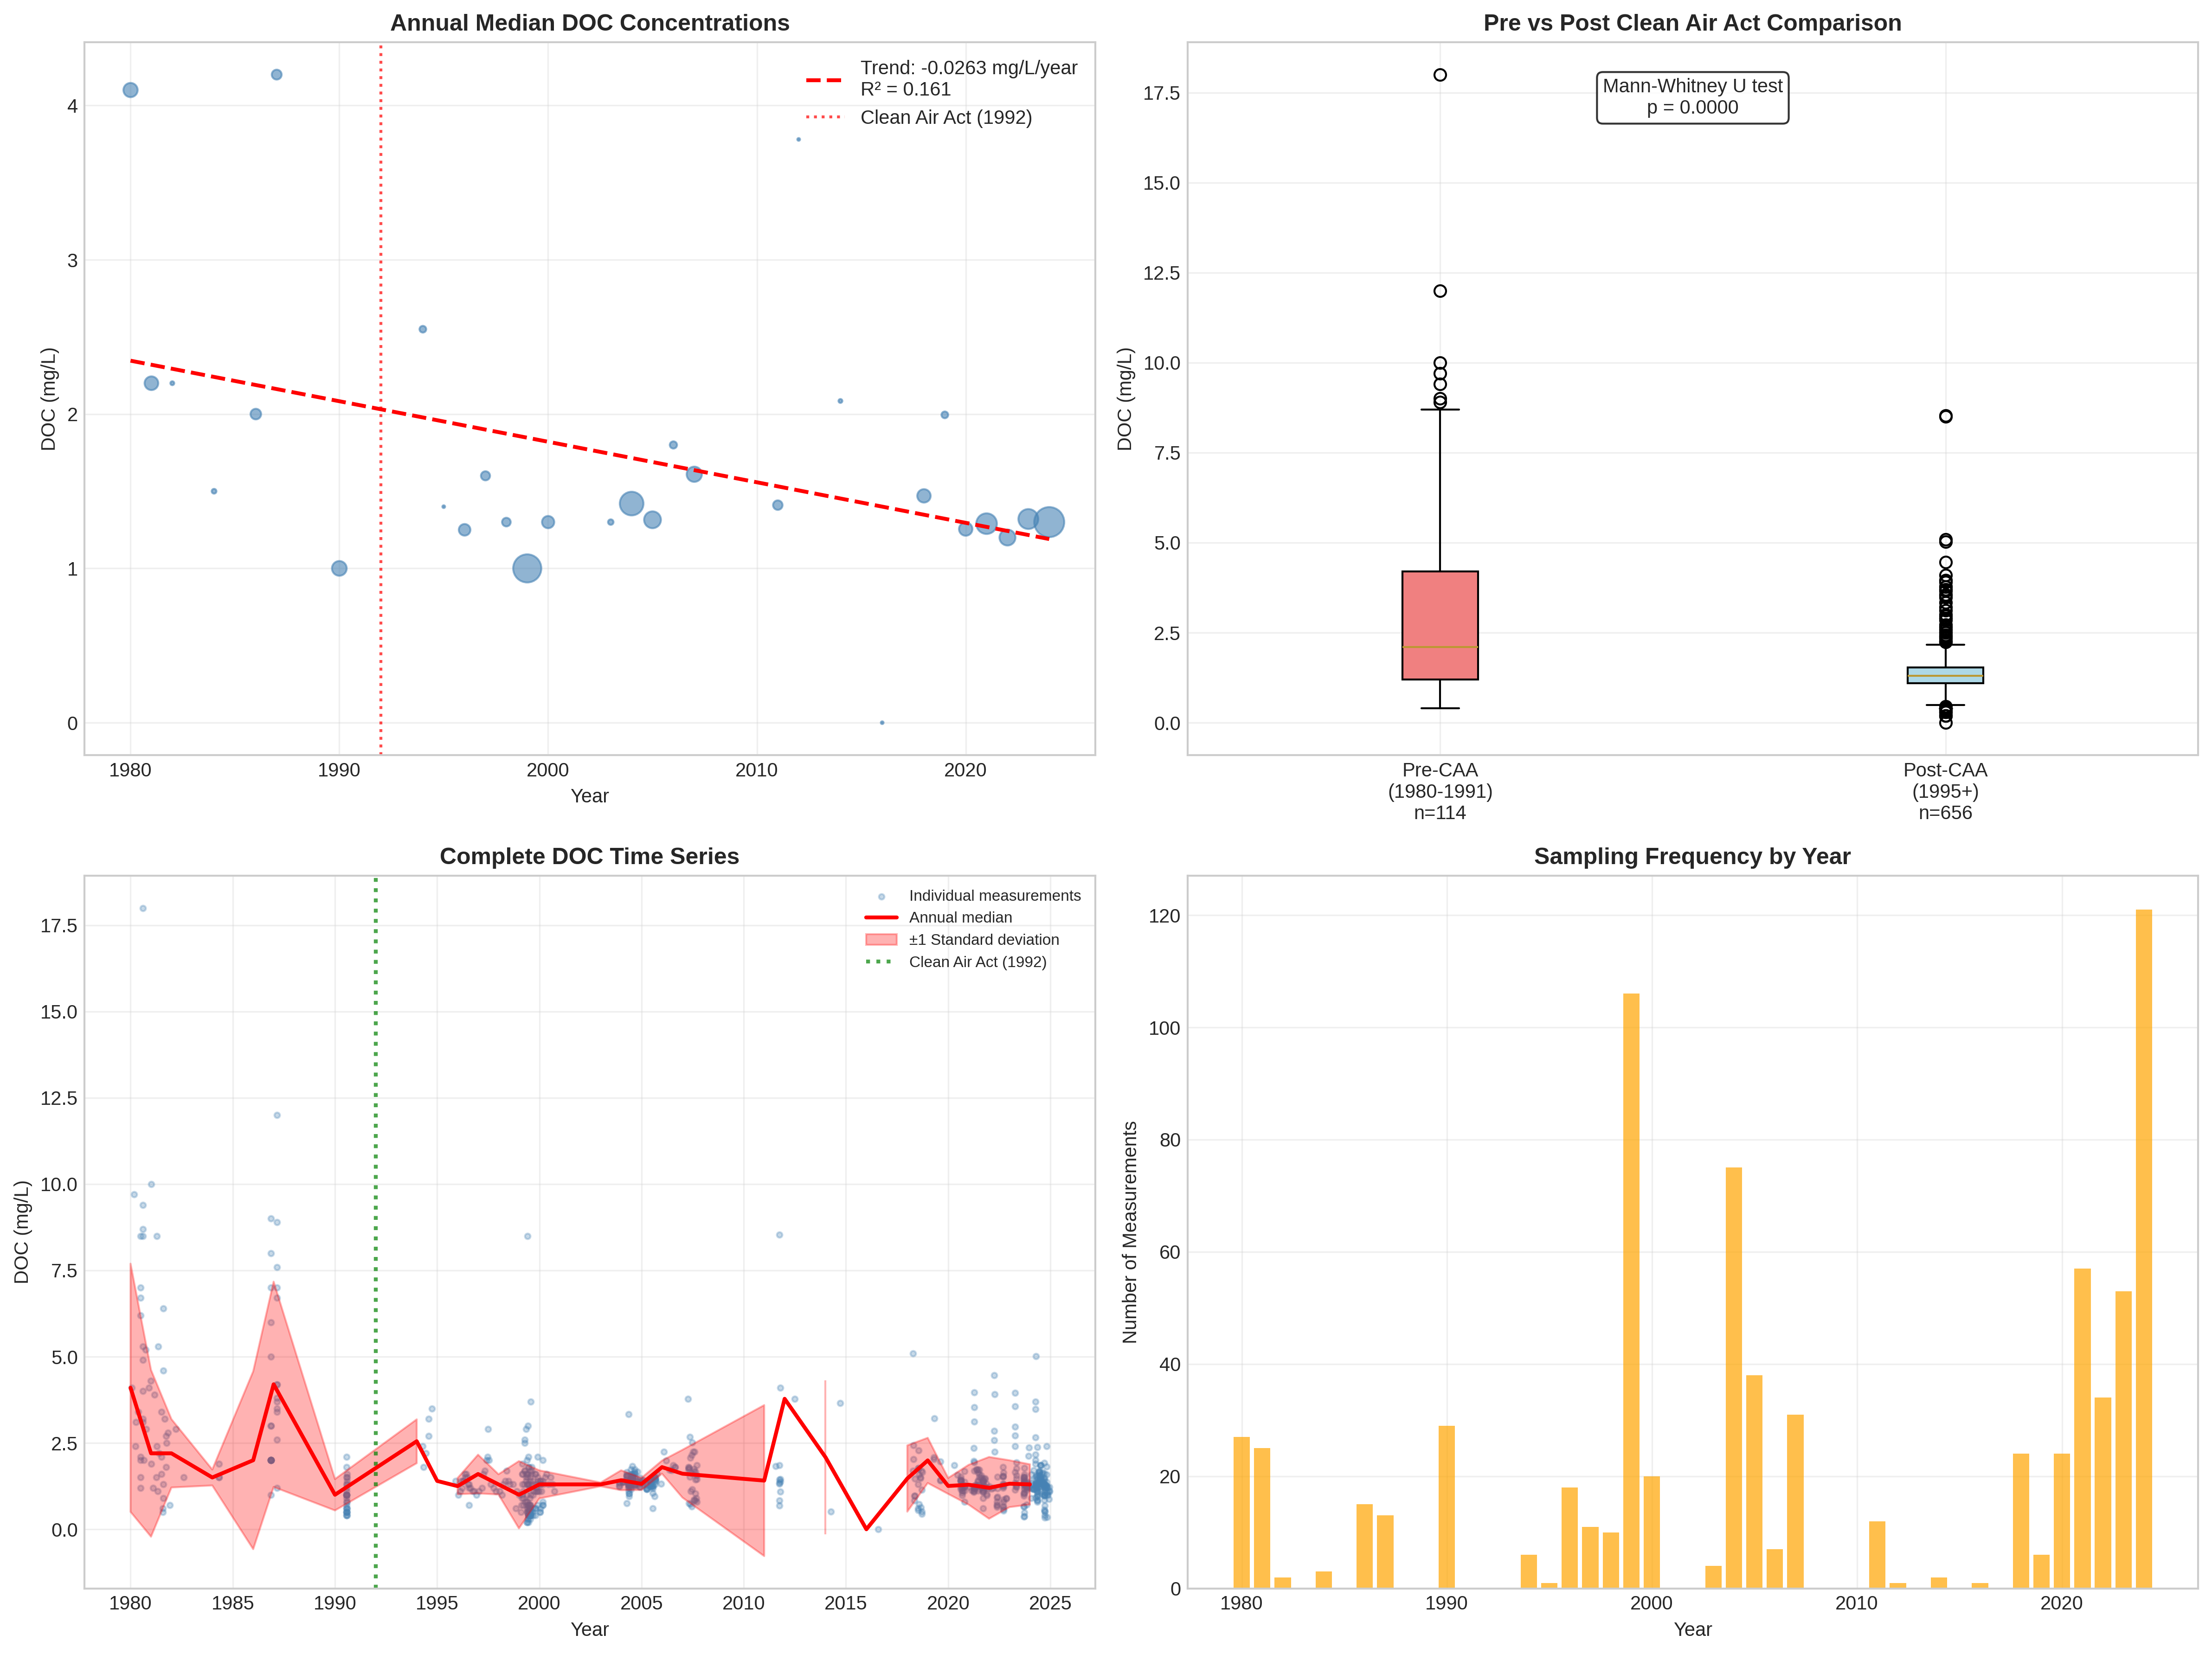 Annual Median DOC Concentrations
DOC (mg/L)
4
3
2
1
0
Trend: -0.0263 mg/L/year
R² = 0.161
Clean Air Act (1992)
1980
1990
2000
2010
2020
Year
Pre vs Post Clean Air Act Comparison
DOC (mg/L)
17.5
15.0
12.5
10.0
7.5
5.0
2.5
0.0
Mann-Whitney U test
p = 0.0000
Pre-CAA
(1980-1991)
n=114
Post-CAA
(1995+)
n=656
Complete DOC Time Series
DOC (mg/L)
17.5
15.0
12.5
10.0
7.5
5.0
2.5
0.0
Individual measurements
Annual median
±1 Standard deviation
Clean Air Act (1992)
1980
1985
1990
1995
2000
2005
2010
2015
2020
2025
Year
Sampling Frequency by Year
Number of Measurements
120
100
80
60
40
20
0
1980
1990
2000
2010
2020
Year